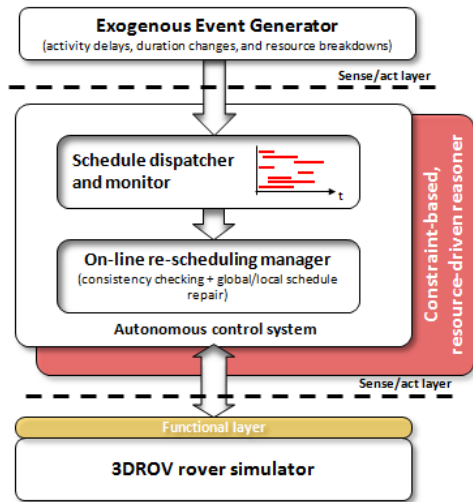 Exogenous Event Generator
(activity delays, duration changes, and resource breakdowns)
Sense/act layer
Schedule dispatcher
and monitor
t
On-line re-scheduling manager
(consistency checking + global/local schedule
repair)
Autonomous control system
Constraint-based,
resource-driven reasoner
Sense/act layer
Functional layer
3DROV rover simulator